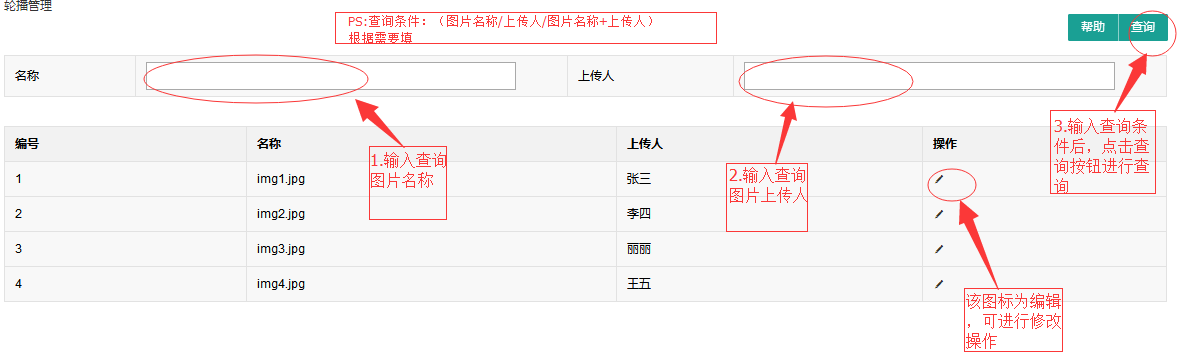 轮播管理
PS:查询条件：（图片名称/上传人/图片名称+上传人）
根据需要填
帮助 查询
名称 上传人
编号 名称 上传人 操作
1 img1.jpg 张三
2 img2.jpg 李四
3 img3.jpg 丽丽
4 img4.jpg 王五
1.输入查询
图片名称
2.输入查询
图片上传人
3.输入查询条
件后，点击查
询按钮进行查
询
该图标为编辑
，可进行修改
操作